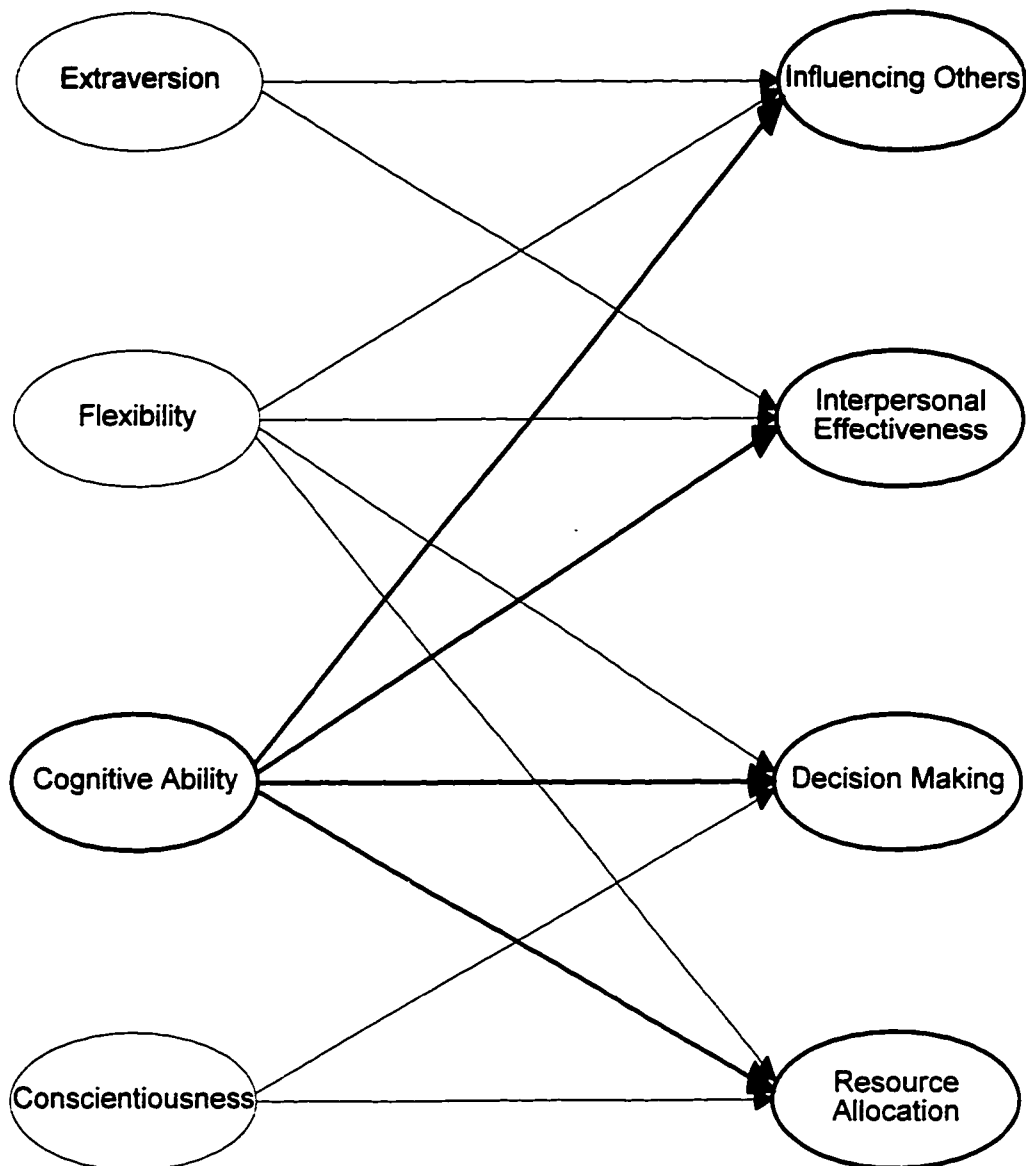 Extraversion
Influencing Others
Flexibility
Interpersonal
Effectiveness
Cognitive Ability
Decision Making
Conscientiousness
Resource
Allocation